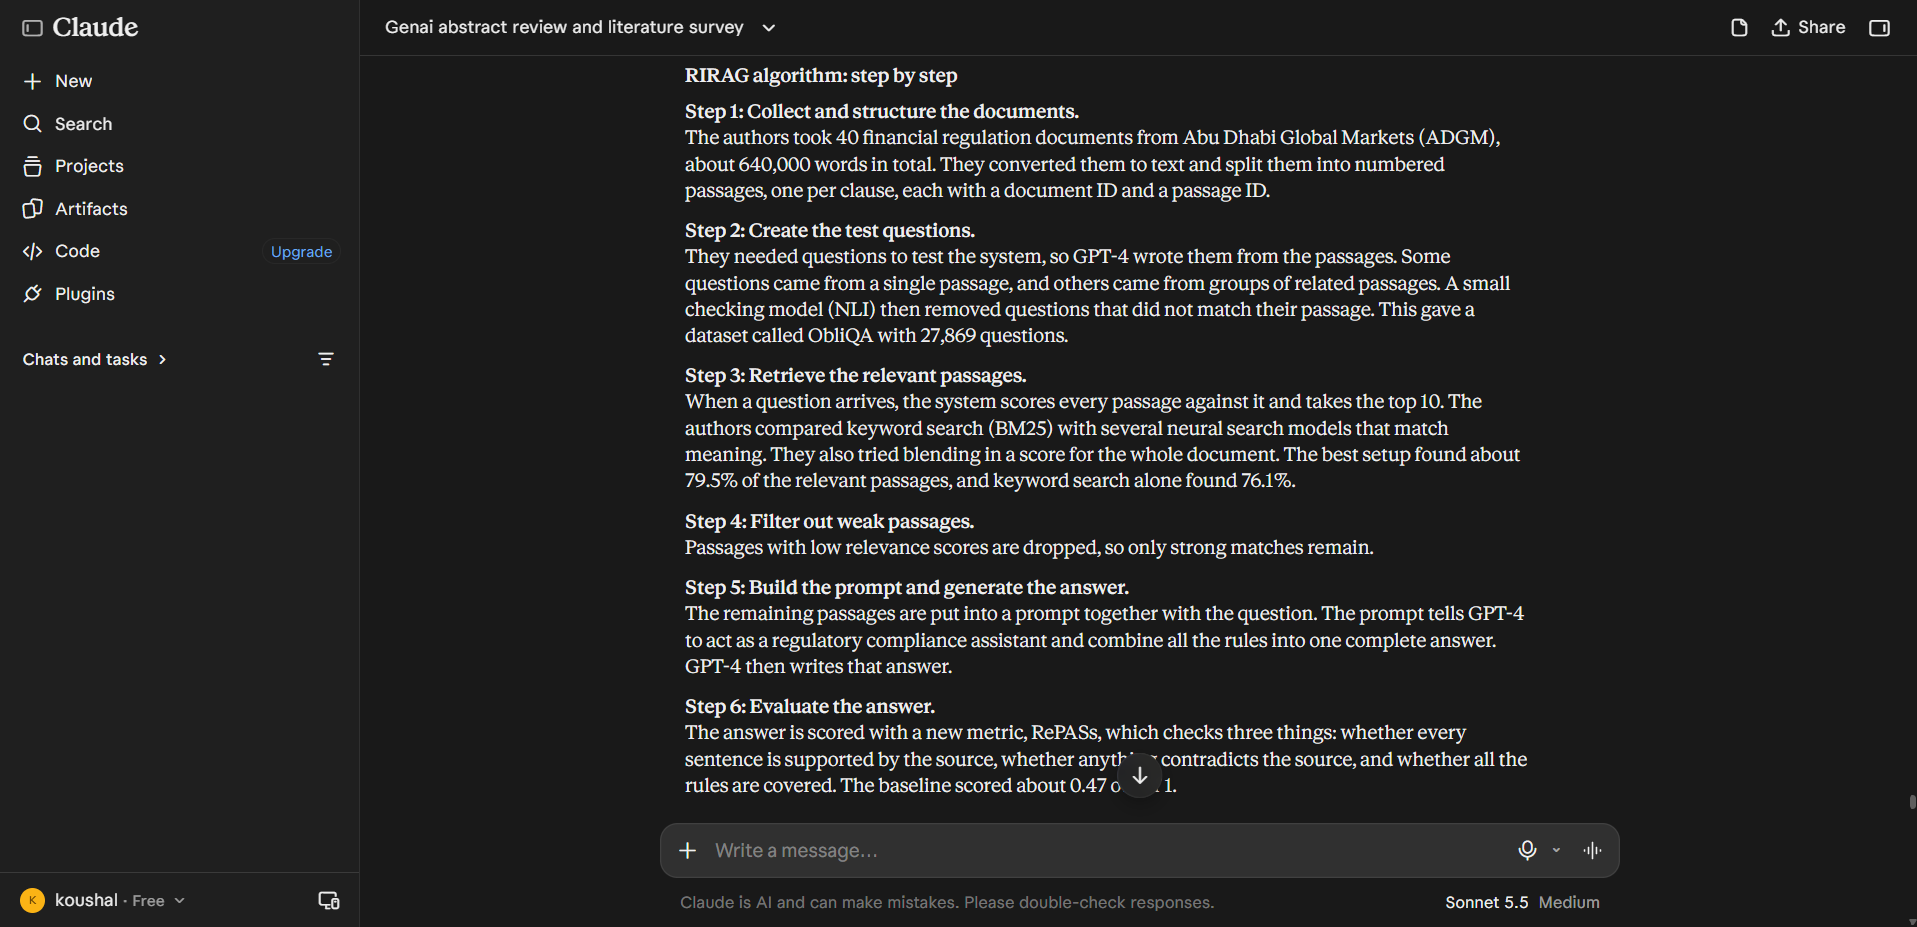 Claude
New
Search
Projects
Artifacts
Code
Upgrade
Plugins
Chats and tasks
koushal · Free
K
Genai abstract review and literature survey
Share
RIRAG algorithm: step by step
Step 1: Collect and structure the documents.
The authors took 40 financial regulation documents from Abu Dhabi Global Markets (ADGM),
about 640,000 words in total. They converted them to text and split them into numbered
passages, one per clause, each with a document ID and a passage ID.
Step 2: Create the test questions.
They needed questions to test the system, so GPT-4 wrote them from the passages. Some
questions came from a single passage, and others came from groups of related passages. A small
checking model (NLI) then removed questions that did not match their passage. This gave a
dataset called ObliQA with 27,869 questions.
Step 3: Retrieve the relevant passages.
When a question arrives, the system scores every passage against it and takes the top 10. The
authors compared keyword search (BM25) with several neural search models that match
meaning. They also tried blending in a score for the whole document. The best setup found about
79.5% of the relevant passages, and keyword search alone found 76.1%.
Step 4: Filter out weak passages.
Passages with low relevance scores are dropped, so only strong matches remain.
Step 5: Build the prompt and generate the answer.
The remaining passages are put into a prompt together with the question. The prompt tells GPT-4
to act as a regulatory compliance assistant and combine all the rules into one complete answer.
GPT-4 then writes that answer.
Step 6: Evaluate the answer.
The answer is scored with a new metric, RePASs, which checks three things: whether every
sentence is supported by the source, whether contradicts the source, and whether all the
rules are covered. The baseline scored about 0.47 1.
Write a message...
Claude is AI and can make mistakes. Please double-check responses.
Sonnet 5.5 Medium